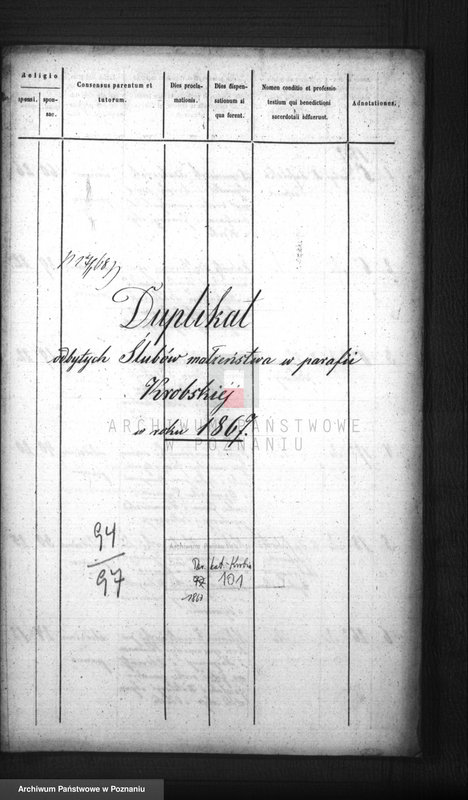 Religio
sponsi. sponsae.
Consensus parentum et tutorum.
Dies proclamationis.
Dies dispensationum si qua forent.
Nomen conditio et professio testium qui benedictioni sacerdotali adfuerunt.
Adnotationes.
Duplikat
odbytych Ślubów małżeństwa w parafii
Krobskiéj
w roku 1867.
ARCHIWUM PAŃSTWOWE
W POZNANIU
94
97
101
1867
Archiwum Państwowe w Poznaniu